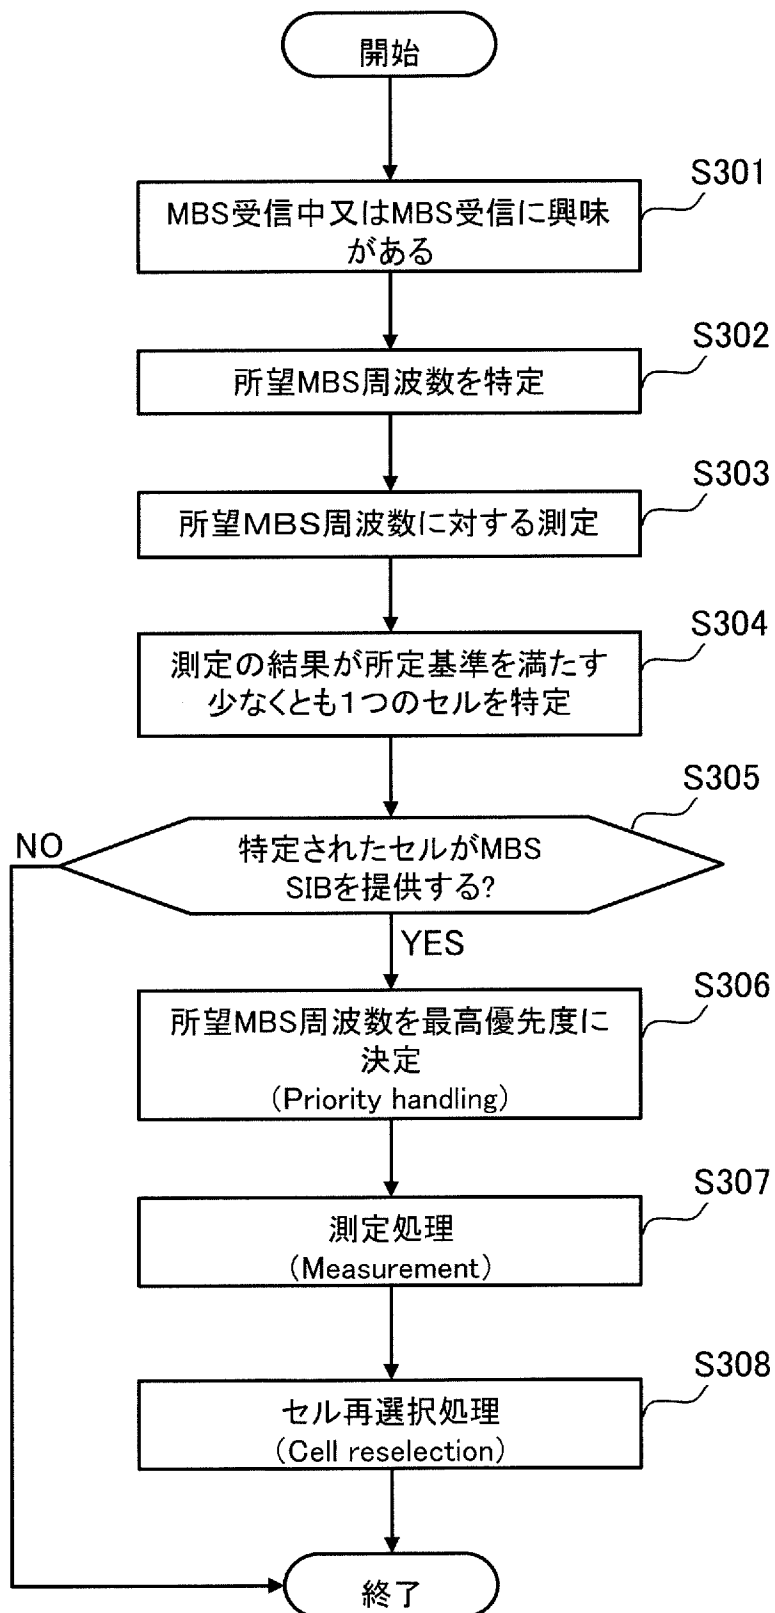 開始
S301
MBS受信中又はMBS受信に興味
がある
S302
所望MBS周波数を特定
S303
所望MBS周波数に対する測定
S304
測定の結果が所定基準を満たす
少なくとも1つのセルを特定
S305
NO
特定されたセルがMBS
SIBを提供する?
YES
S306
所望MBS周波数を最高優先度に
決定
(Priority handling)
S307
測定処理
(Measurement)
S308
セル再選択処理
(Cell reselection)
終了